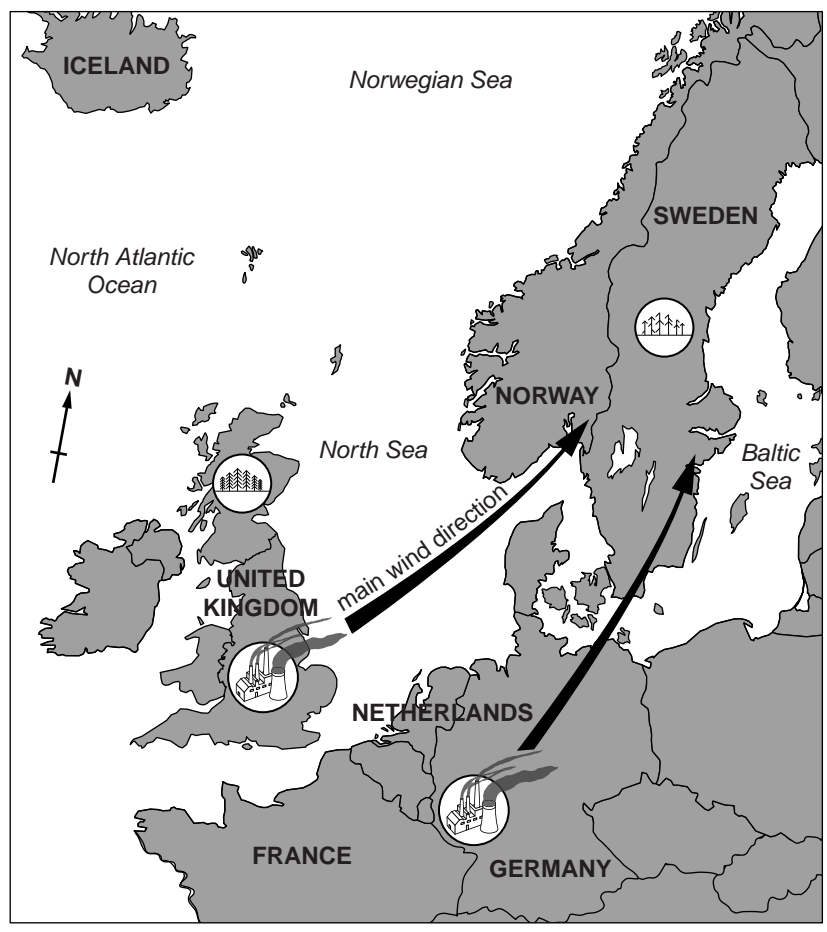 ICELAND
Norwegian Sea
SWEDEN
North Atlantic
Ocean
N
NORWAY
North Sea
Baltic
Sea
main wind direction
UNITED
KINGDOM
NETHERLANDS
FRANCE
GERMANY